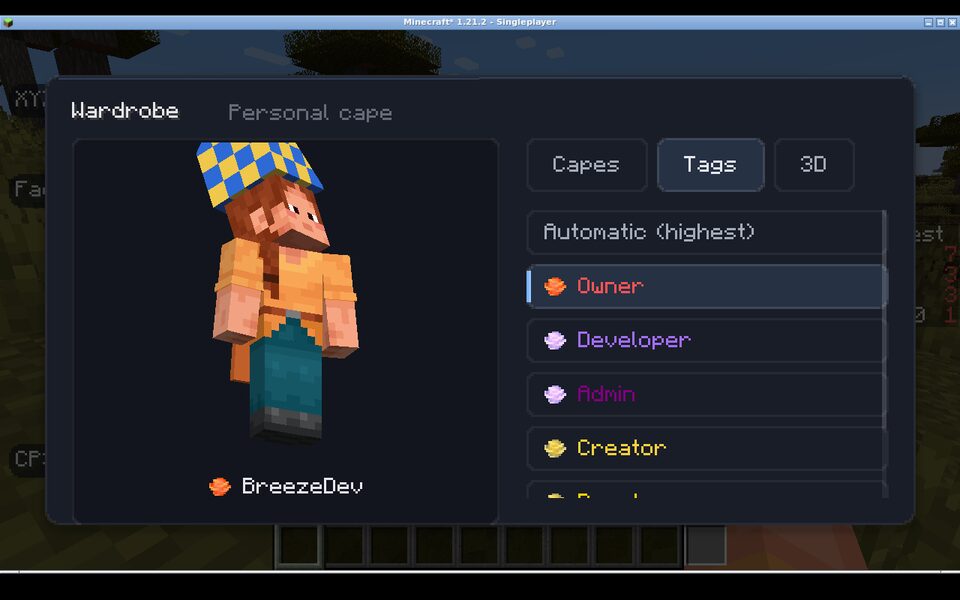 Minecraft* 1.21.2 - Singleplayer
Wardrobe
Personal cape
Capes
Tags
3D
Automatic (highest)
Owner
Developer
Admin
Creator
BreezeDev